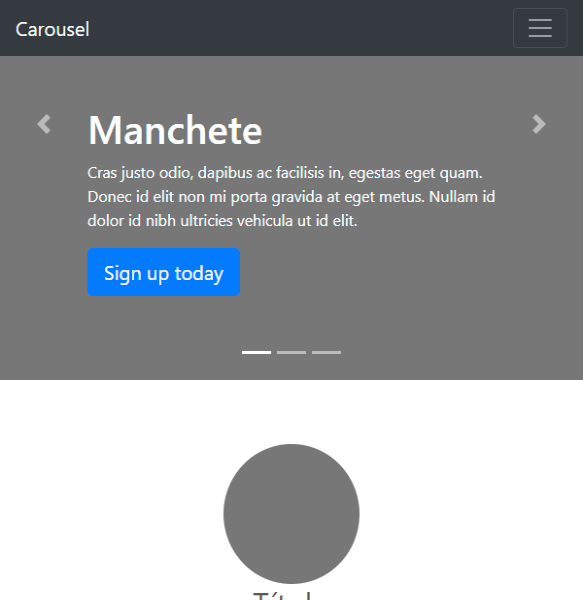 Carousel
Manchete
Cras justo odio, dapibus ac facilisis in, egestas eget quam.
Donec id elit non mi porta gravida at eget metus. Nullam id
dolor id nibh ultricies vehicula ut id elit.
Sign up today